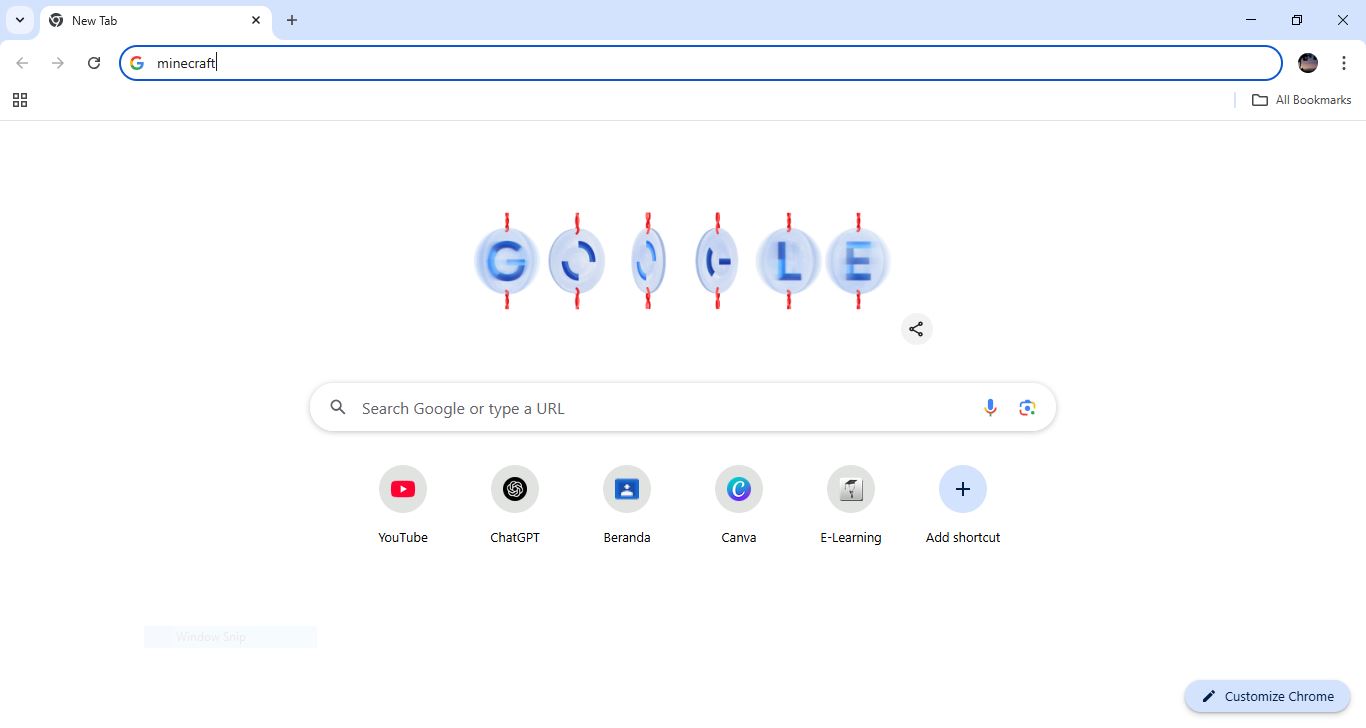 New Tab
minecraft
All Bookmarks
GOOGLE
Search Google or type a URL
YouTube
ChatGPT
Beranda
Canva
E-Learning
Add shortcut
Window Snip
Customize Chrome